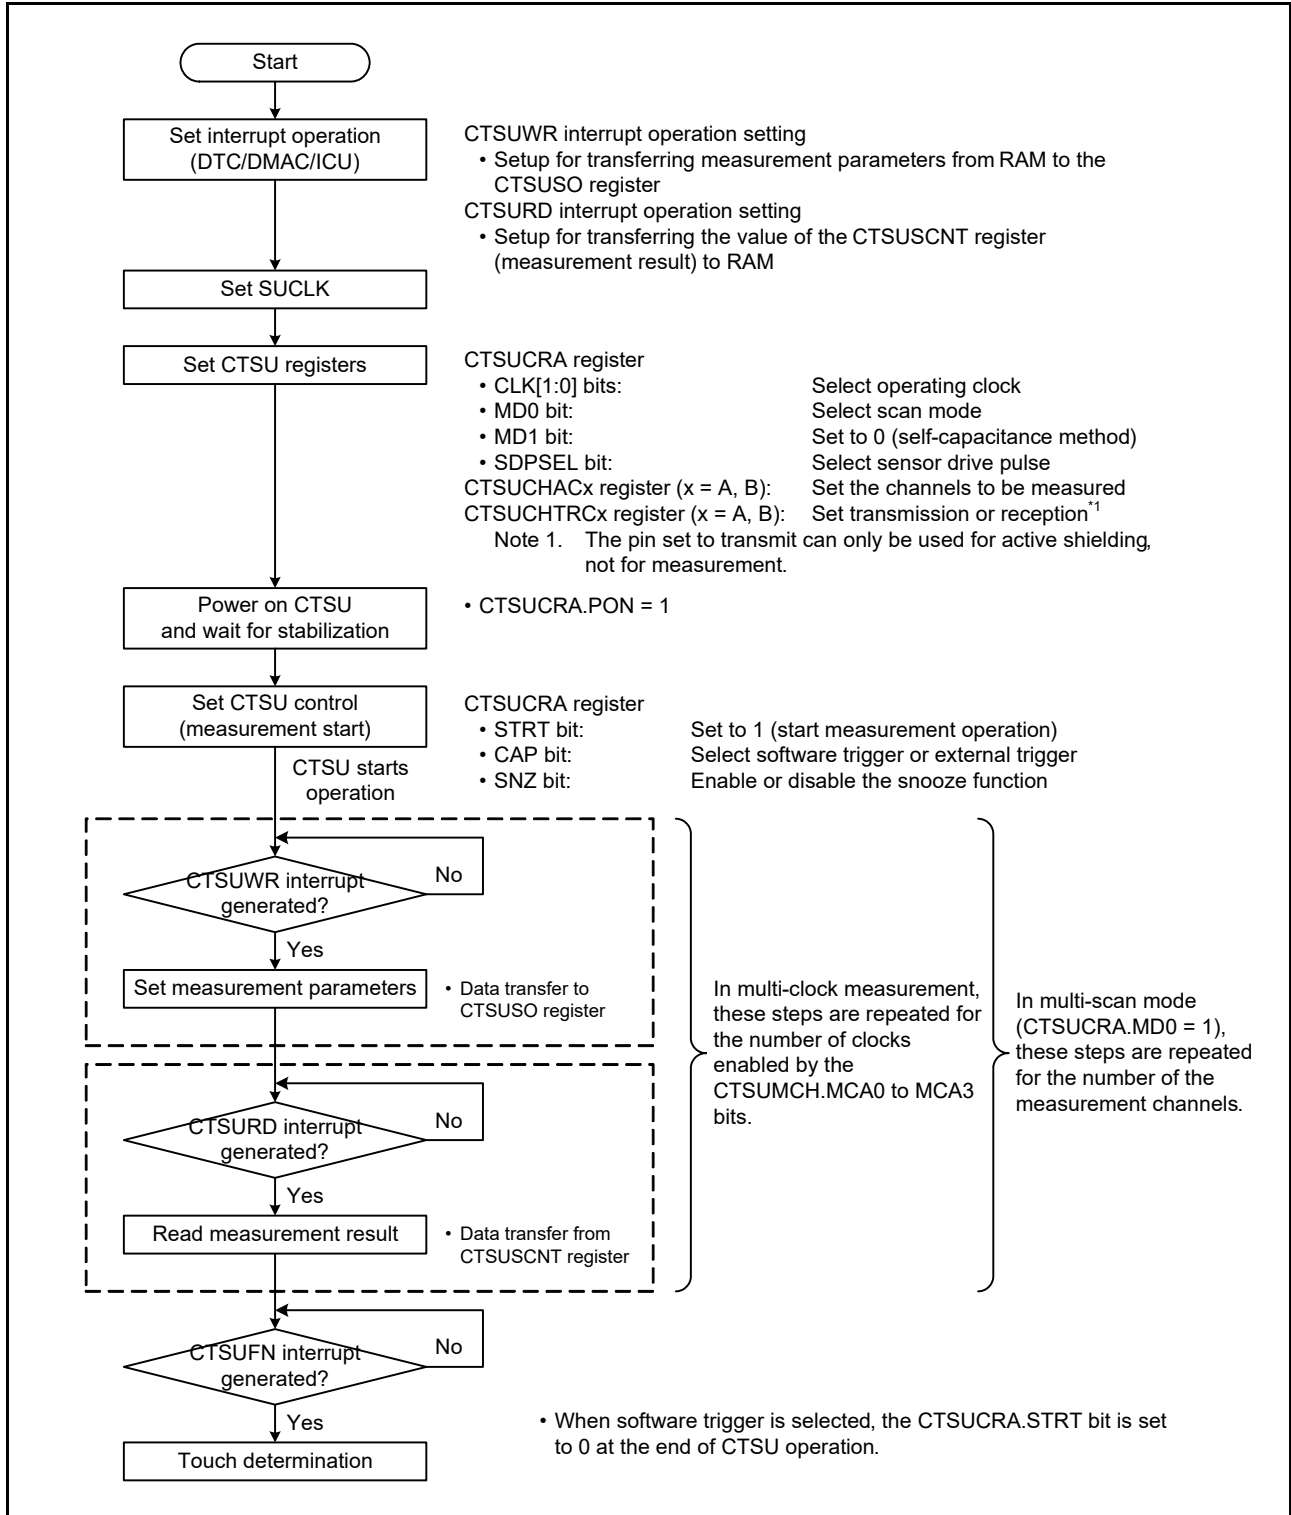 Start
Set interrupt operation
(DTC/DMAC/ICU)
CTSUWR interrupt operation setting
• Setup for transferring measurement parameters from RAM to the
CTSUSO register
CTSURD interrupt operation setting
• Setup for transferring the value of the CTSUSCNT register
(measurement result) to RAM
Set SUCLK
Set CTSU registers
CTSUCRA register
• CLK[1:0] bits: Select operating clock
• MD0 bit: Select scan mode
• MD1 bit: Set to 0 (self-capacitance method)
• SDPSEL bit: Select sensor drive pulse
CTSUCHACx register (x = A, B): Set the channels to be measured
CTSUCHTRCx register (x = A, B): Set transmission or reception*1
Note 1. The pin set to transmit can only be used for active shielding,
not for measurement.
Power on CTSU
and wait for stabilization
• CTSUCRA.PON = 1
Set CTSU control
(measurement start)
CTSUCRA register
• STRT bit: Set to 1 (start measurement operation)
• CAP bit: Select software trigger or external trigger
• SNZ bit: Enable or disable the snooze function
CTSU starts
operation
CTSUWR interrupt
generated?
No
Yes
Set measurement parameters
• Data transfer to
CTSUSO register
CTSURD interrupt
generated?
No
Yes
Read measurement result
• Data transfer from
CTSUSCNT register
In multi-clock measurement,
these steps are repeated for
the number of clocks
enabled by the
CTSUMCH.MCA0 to MCA3
bits.
In multi-scan mode
(CTSUCRA.MD0 = 1),
these steps are repeated
for the number of the
measurement channels.
CTSUFN interrupt
generated?
No
Yes
Touch determination
• When software trigger is selected, the CTSUCRA.STRT bit is set
to 0 at the end of CTSU operation.